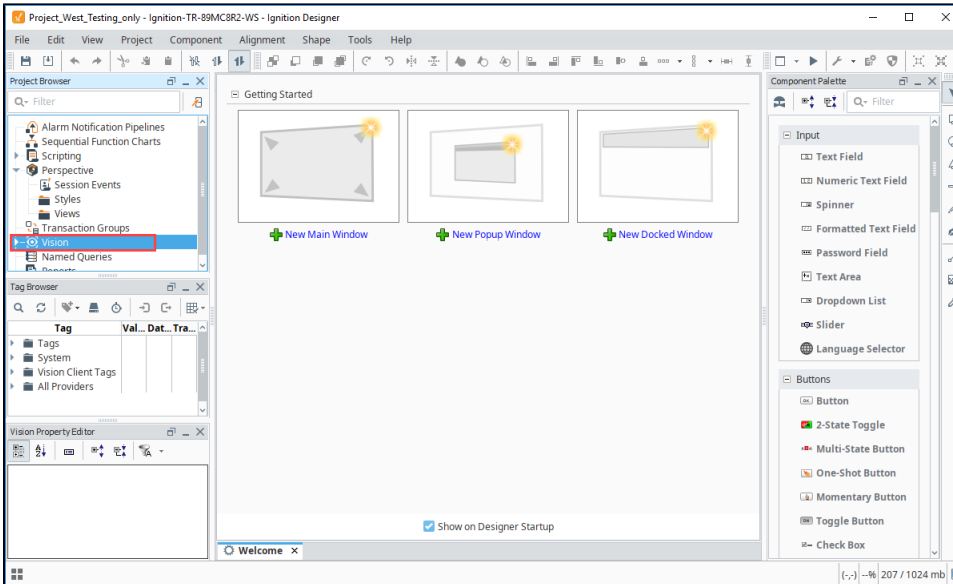 Project_West_Testing_only - Ignition-TR-89MC8R2-WS - Ignition Designer
File Edit View Project Component Alignment Shape Tools Help
Project Browser
Filter
Alarm Notification Pipelines
Sequential Function Charts
Scripting
Perspective
Session Events
Styles
Views
Transaction Groups
Vision
Named Queries
Reports
Tag Browser
Tag Val... Dat... Tra...
Tags
System
Vision Client Tags
All Providers
Vision Property Editor
Getting Started
New Main Window
New Popup Window
New Docked Window
Show on Designer Startup
Welcome
Component Palette
Filter
Input
Text Field
Numeric Text Field
Spinner
Formatted Text Field
Password Field
Text Area
Dropdown List
Slider
Language Selector
Buttons
Button
2-State Toggle
Multi-State Button
One-Shot Button
Momentary Button
Toggle Button
Check Box
(-,-) --% 207 / 1024 mb